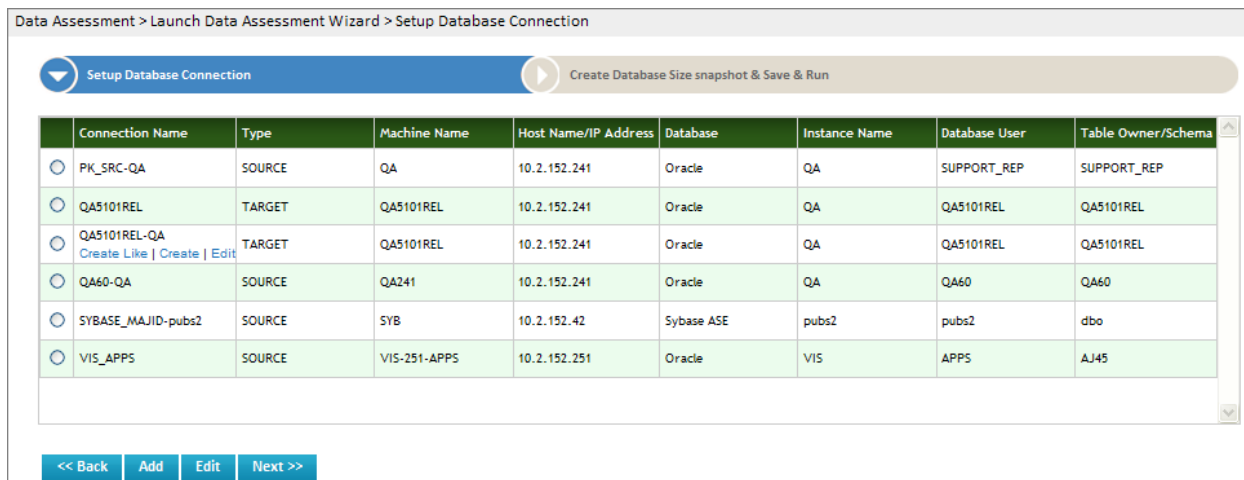 Data Assessment > Launch Data Assessment Wizard > Setup Database Connection
Setup Database Connection Create Database Size snapshot & Save & Run
Connection Name Type Machine Name Host Name/IP Address Database Instance Name Database User Table Owner/Schema
PK_SRC-QA SOURCE QA 10.2.152.241 Oracle QA SUPPORT_REP SUPPORT_REP
QA5101REL TARGET QA5101REL 10.2.152.241 Oracle QA QA5101REL QA5101REL
QA5101REL-QA TARGET QA5101REL 10.2.152.241 Oracle QA QA5101REL QA5101REL
Create Like | Create | Edit
QA60-QA SOURCE QA241 10.2.152.241 Oracle QA QA60 QA60
SYBASE_MAJID-pubs2 SOURCE SYB 10.2.152.42 Sybase ASE pubs2 pubs2 dbo
VIS_APPS SOURCE VIS-251-APPS 10.2.152.251 Oracle VIS APPS AJ45
<< Back Add Edit Next >>